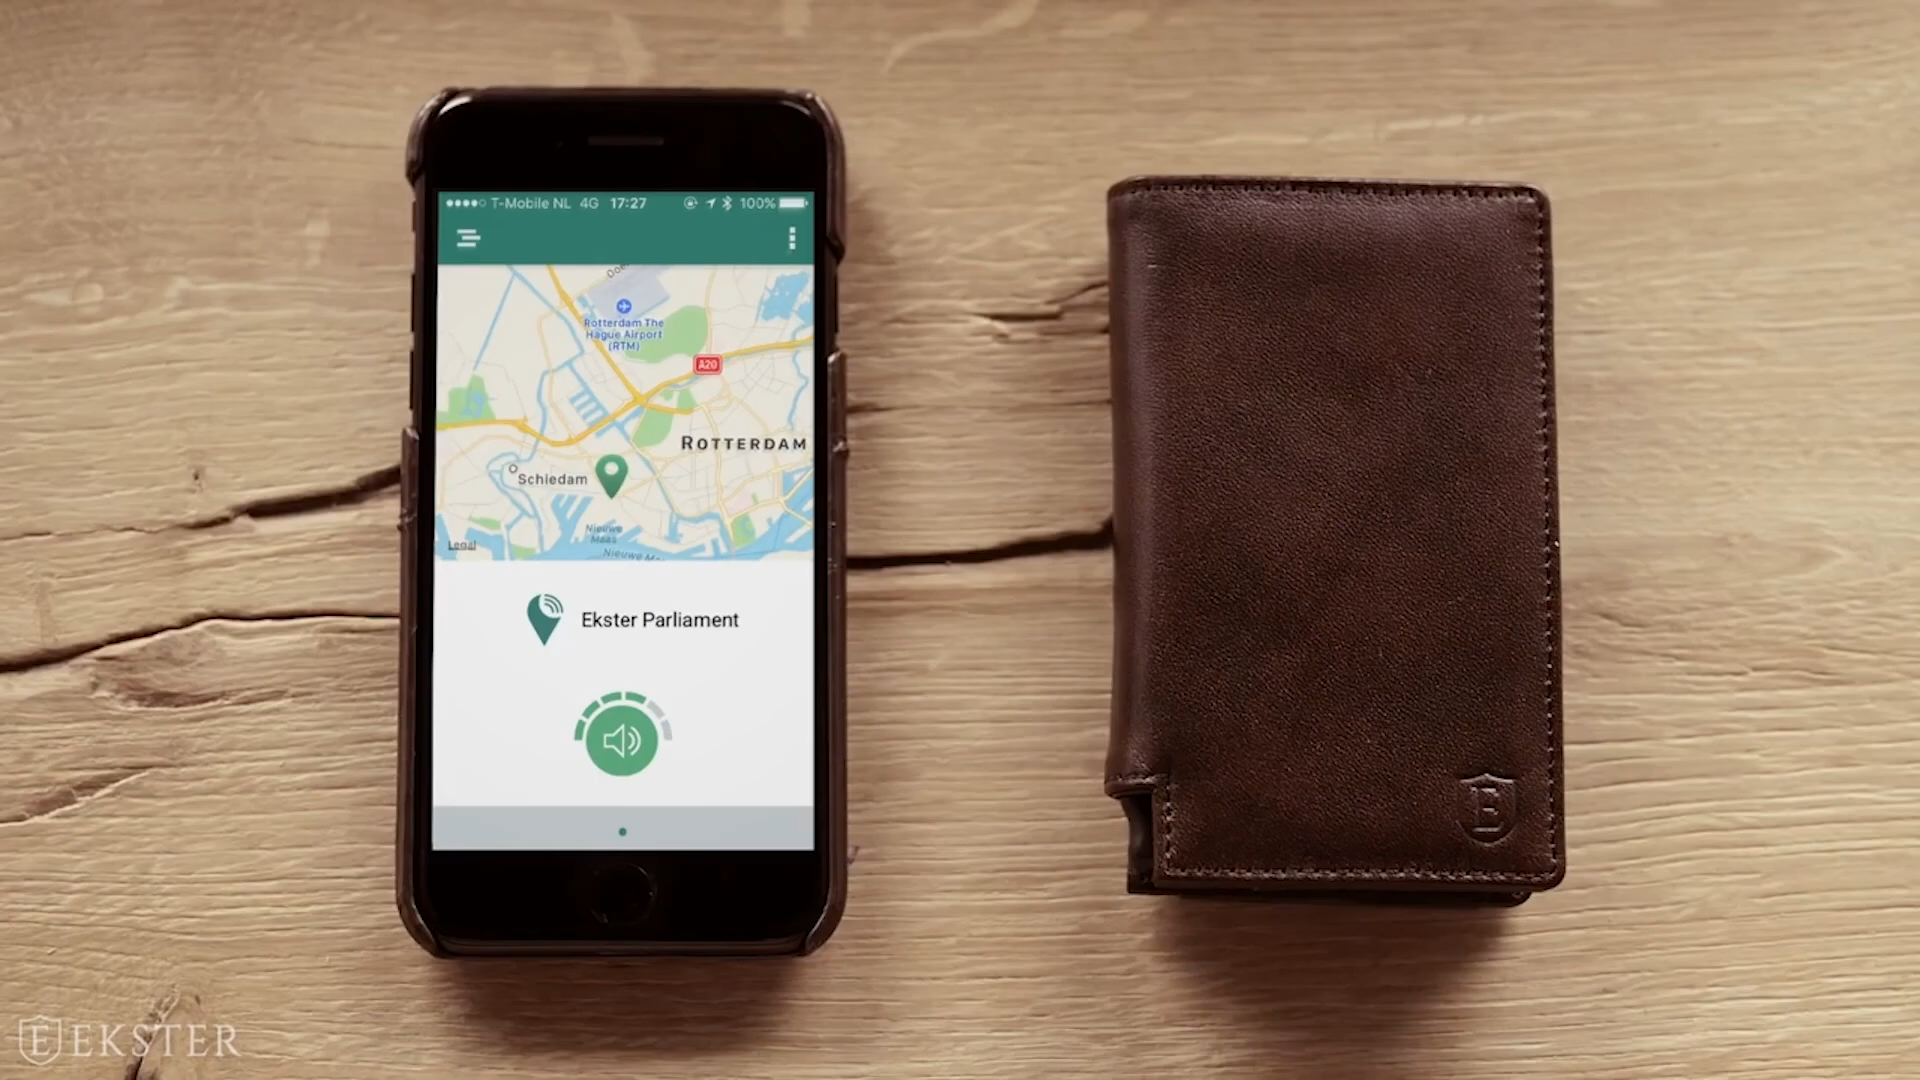 T-Mobile NL 4G 17:27 100%
Rotterdam The
Hague Airport
(RTM)
A20
ROTTERDAM
Schiedam
Nieuwe
Maas
Legal
Ekster Parliament
E
E EKSTER